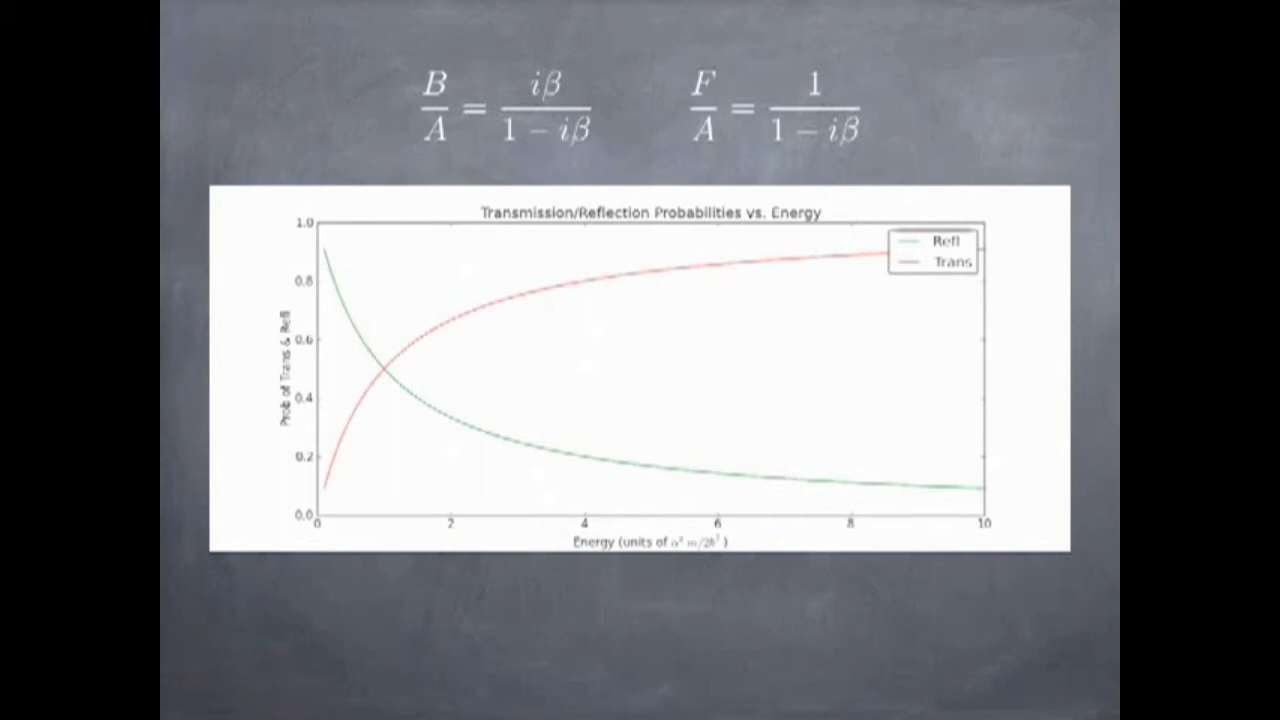 B/A = iβ/(1 − iβ)    F/A = 1/(1 − iβ)
Transmission/Reflection Probabilities vs. Energy
1.0
Refl
Trans
0.8
0.6
0.4
0.2
0.0
Prob of Trans & Refl
0 2 4 6 8 10
Energy (units of α² m/2ħ²)